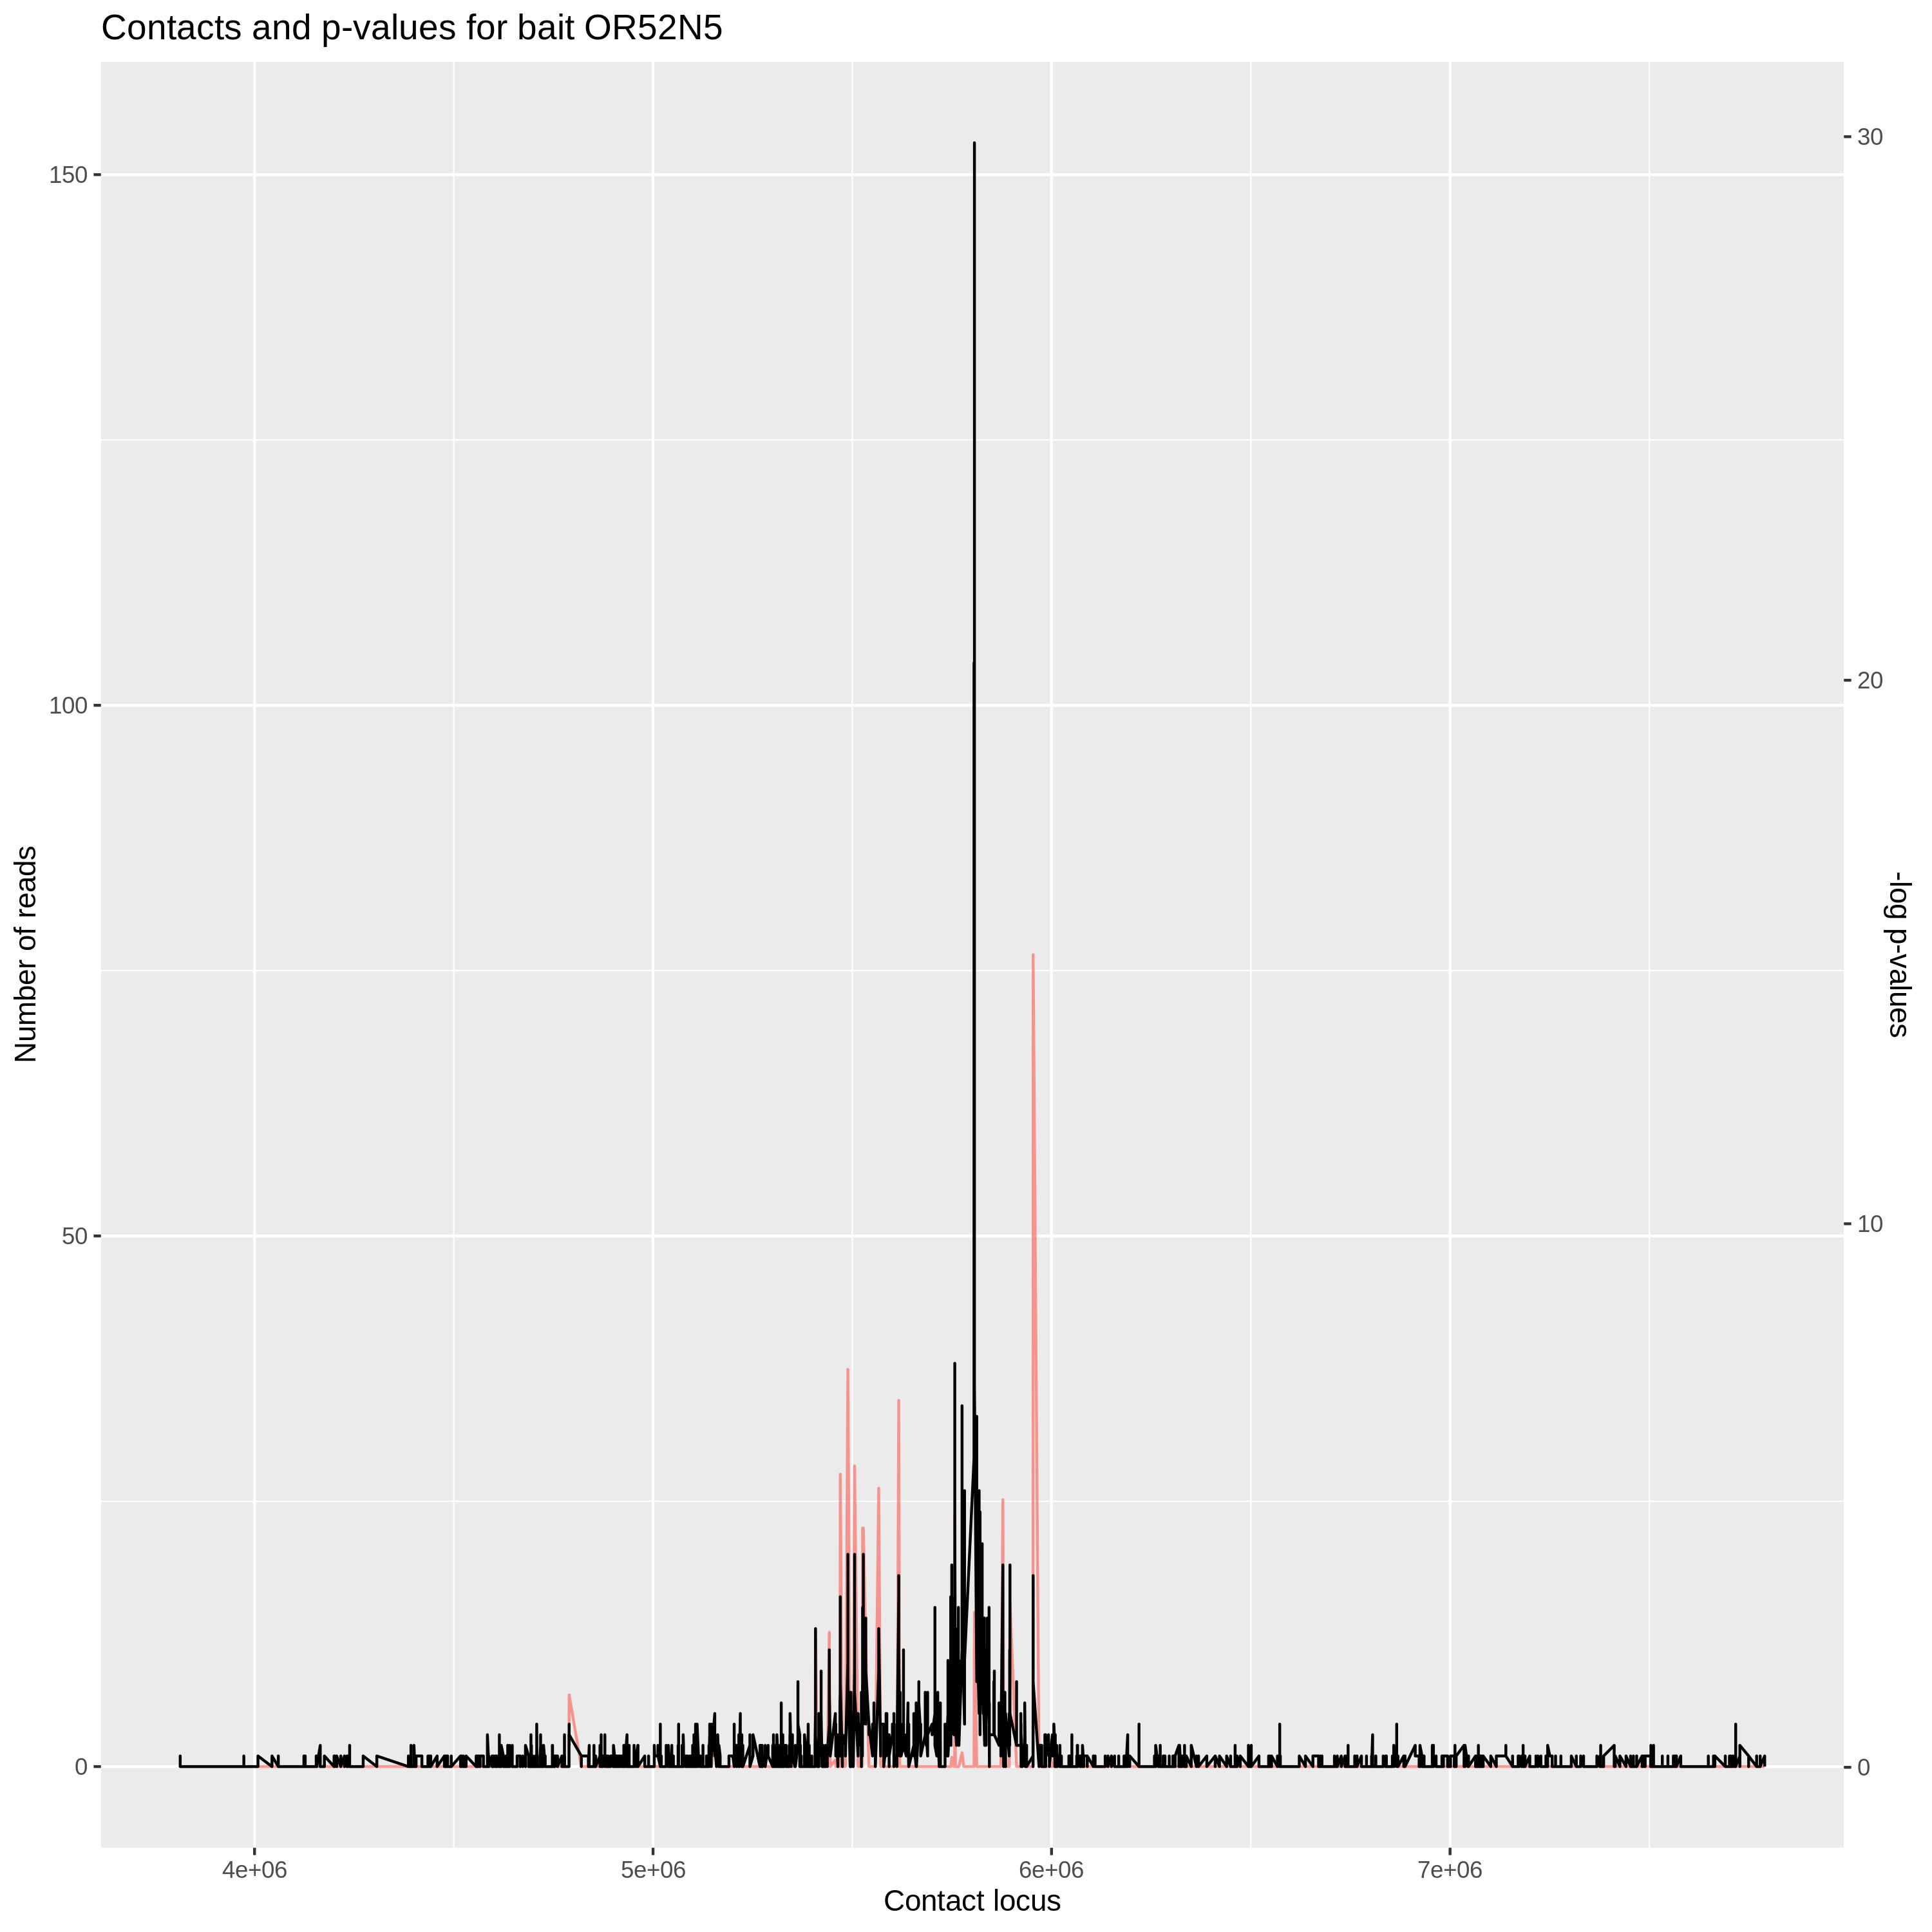 Contacts and p-values for bait OR52N5
150
100
50
0
Number of reads
30
20
10
0
-log p-values
4e+06
5e+06
6e+06
7e+06
Contact locus